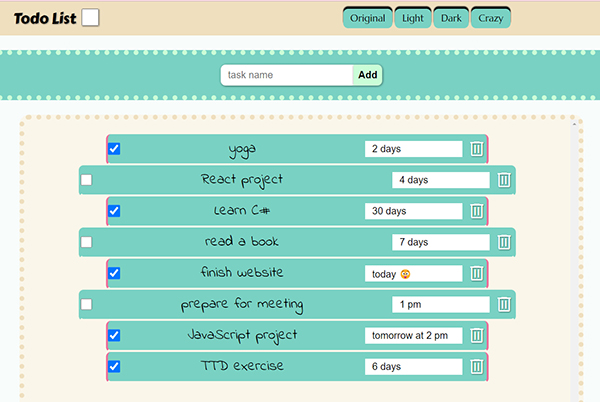 Todo List
Original Light Dark Crazy
task name Add
yoga 2 days
React project 4 days
Learn C# 30 days
read a book 7 days
finish website today 😳
prepare for meeting 1 pm
JavaScript project tomorrow at 2 pm
TTD exercise 6 days